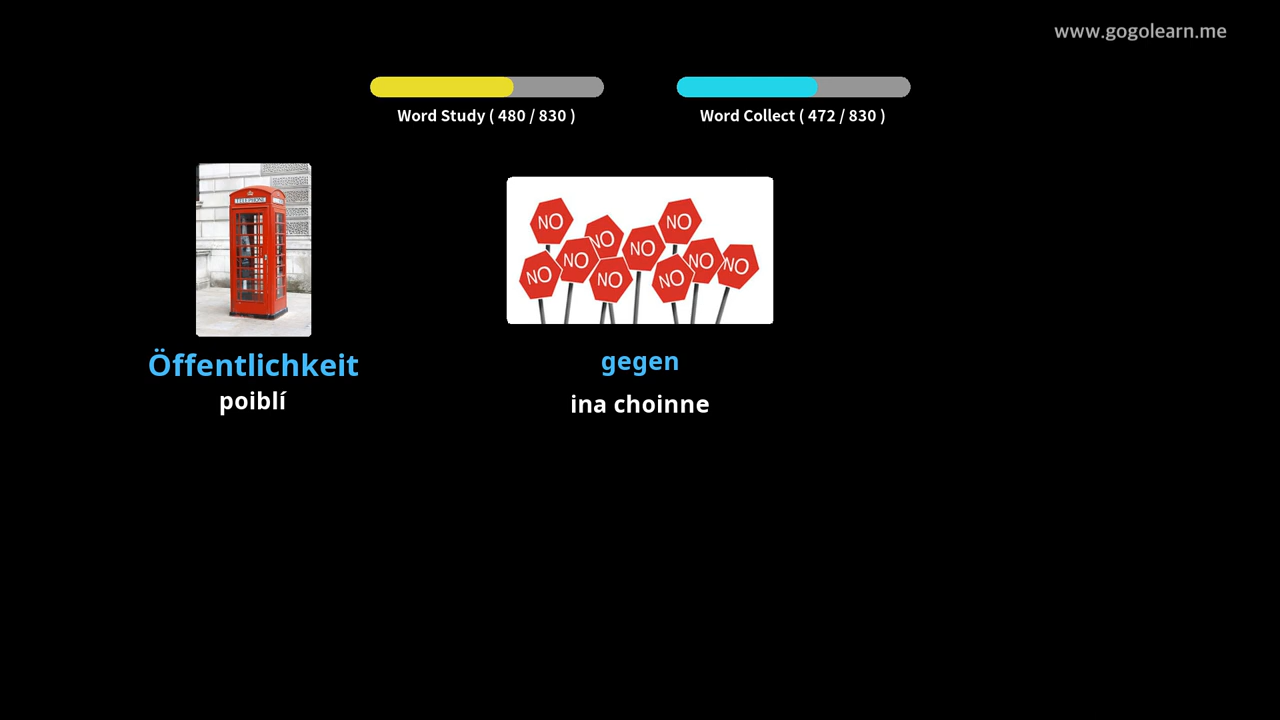 www.gogolearn.me
Word Study ( 480 / 830 )
Word Collect ( 472 / 830 )
TELEPHONE
NO
NO
NO
NO
NO
NO
NO
NO
NO
NO
Öffentlichkeit
poiblí
gegen
ina choinne